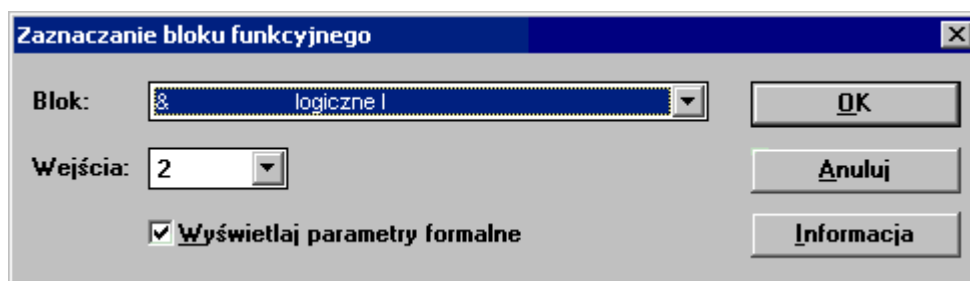 Zaznaczanie bloku funkcyjnego
Blok: & logiczne I OK
Wejścia: 2 Anuluj
Wyświetlaj parametry formalne Informacja